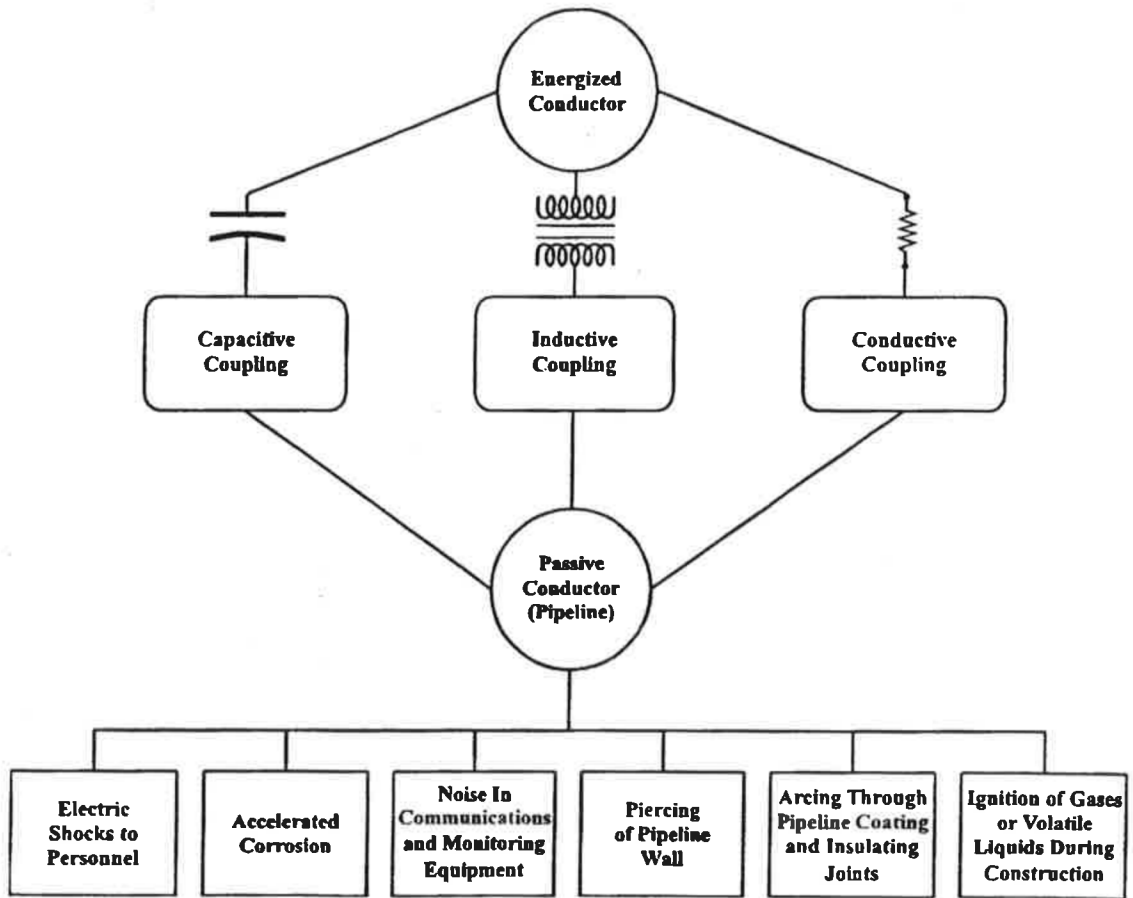 Energized
Conductor
Capacitive
Coupling
Inductive
Coupling
Conductive
Coupling
Passive
Conductor
(Pipeline)
Electric
Shocks to
Personnel
Accelerated
Corrosion
Noise In
Communications
and Monitoring
Equipment
Piercing
of Pipeline
Wall
Arcing Through
Pipeline Coating
and Insulating
Joints
Ignition of Gases
or Volatile
Liquids During
Construction